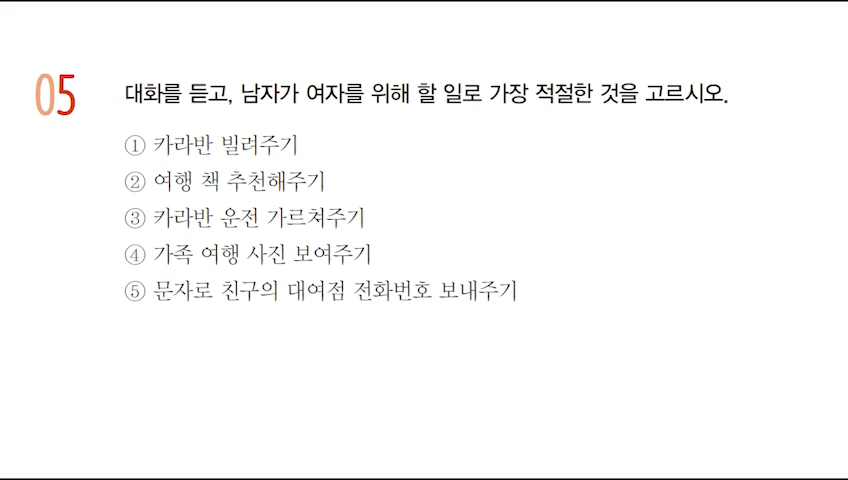 05 대화를 듣고, 남자가 여자를 위해 할 일로 가장 적절한 것을 고르시오.
① 카라반 빌려주기
② 여행 책 추천해주기
③ 카라반 운전 가르쳐주기
④ 가족 여행 사진 보여주기
⑤ 문자로 친구의 대여점 전화번호 보내주기